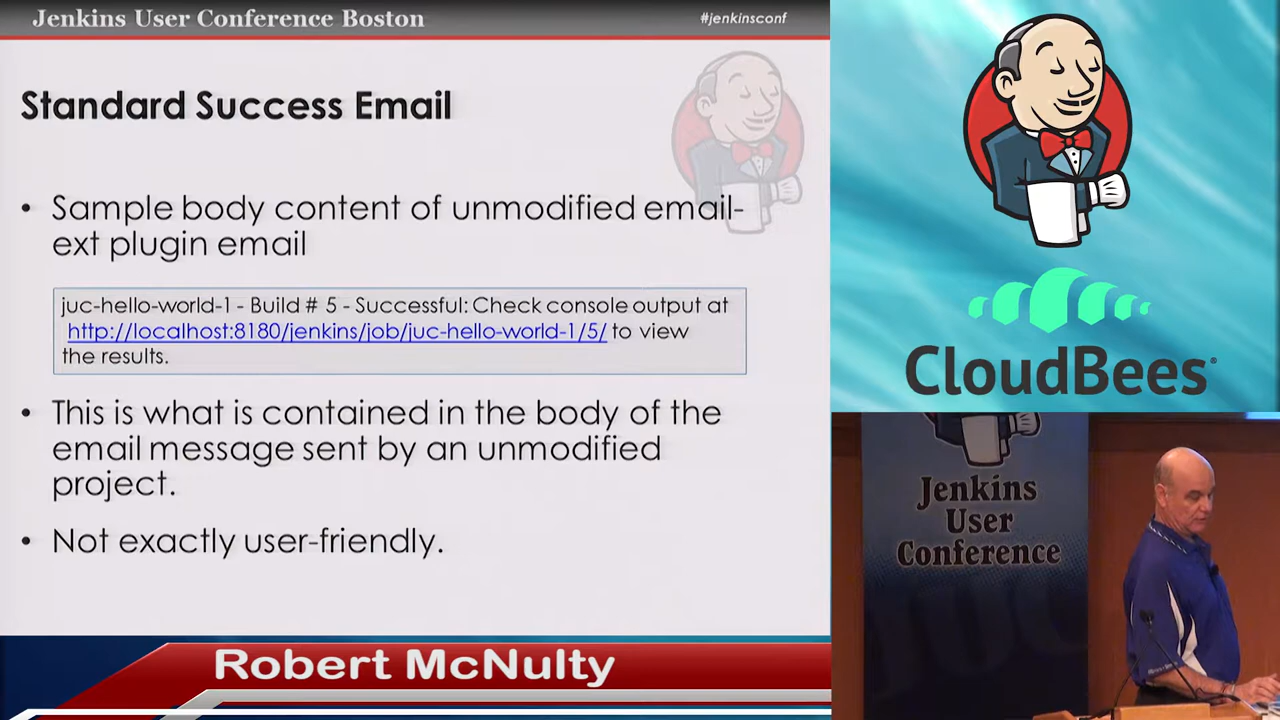 Jenkins User Conference Boston
#jenkinsconf
Standard Success Email
• Sample body content of unmodified email-
ext plugin email
juc-hello-world-1 - Build # 5 - Successful: Check console output at
http://localhost:8180/jenkins/job/juc-hello-world-1/5/ to view
the results.
• This is what is contained in the body of the
email message sent by an unmodified
project.
• Not exactly user-friendly.
Robert McNulty
CloudBees®
Jenkins
User
Conference